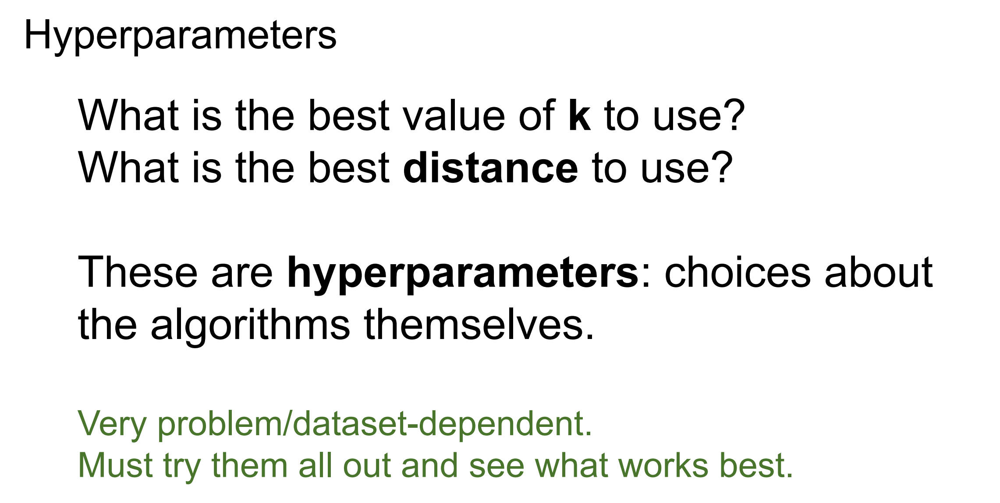 Hyperparameters
What is the best value of k to use?
What is the best distance to use?
These are hyperparameters: choices about
the algorithms themselves.
Very problem/dataset-dependent.
Must try them all out and see what works best.